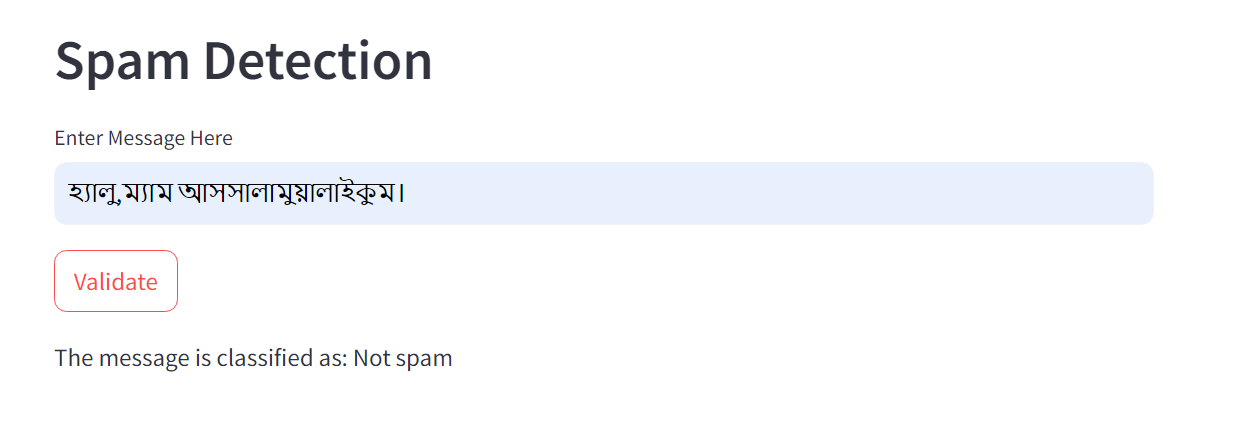 Spam Detection
Enter Message Here
হ্যালু,ম্যাম আসসালামুয়ালাইকুম।
Validate
The message is classified as: Not spam